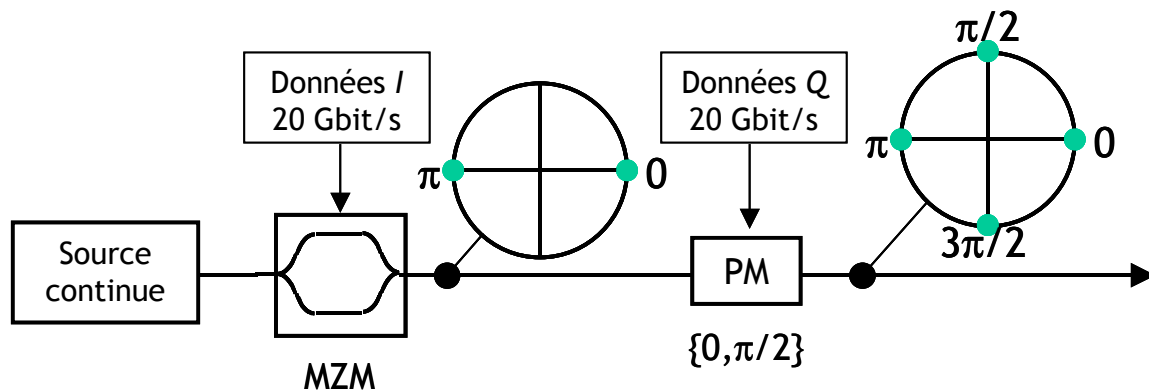 Données I
20 Gbit/s
π
0
Données Q
20 Gbit/s
π/2
π
0
3π/2
Source
continue
MZM
PM
{0,π/2}